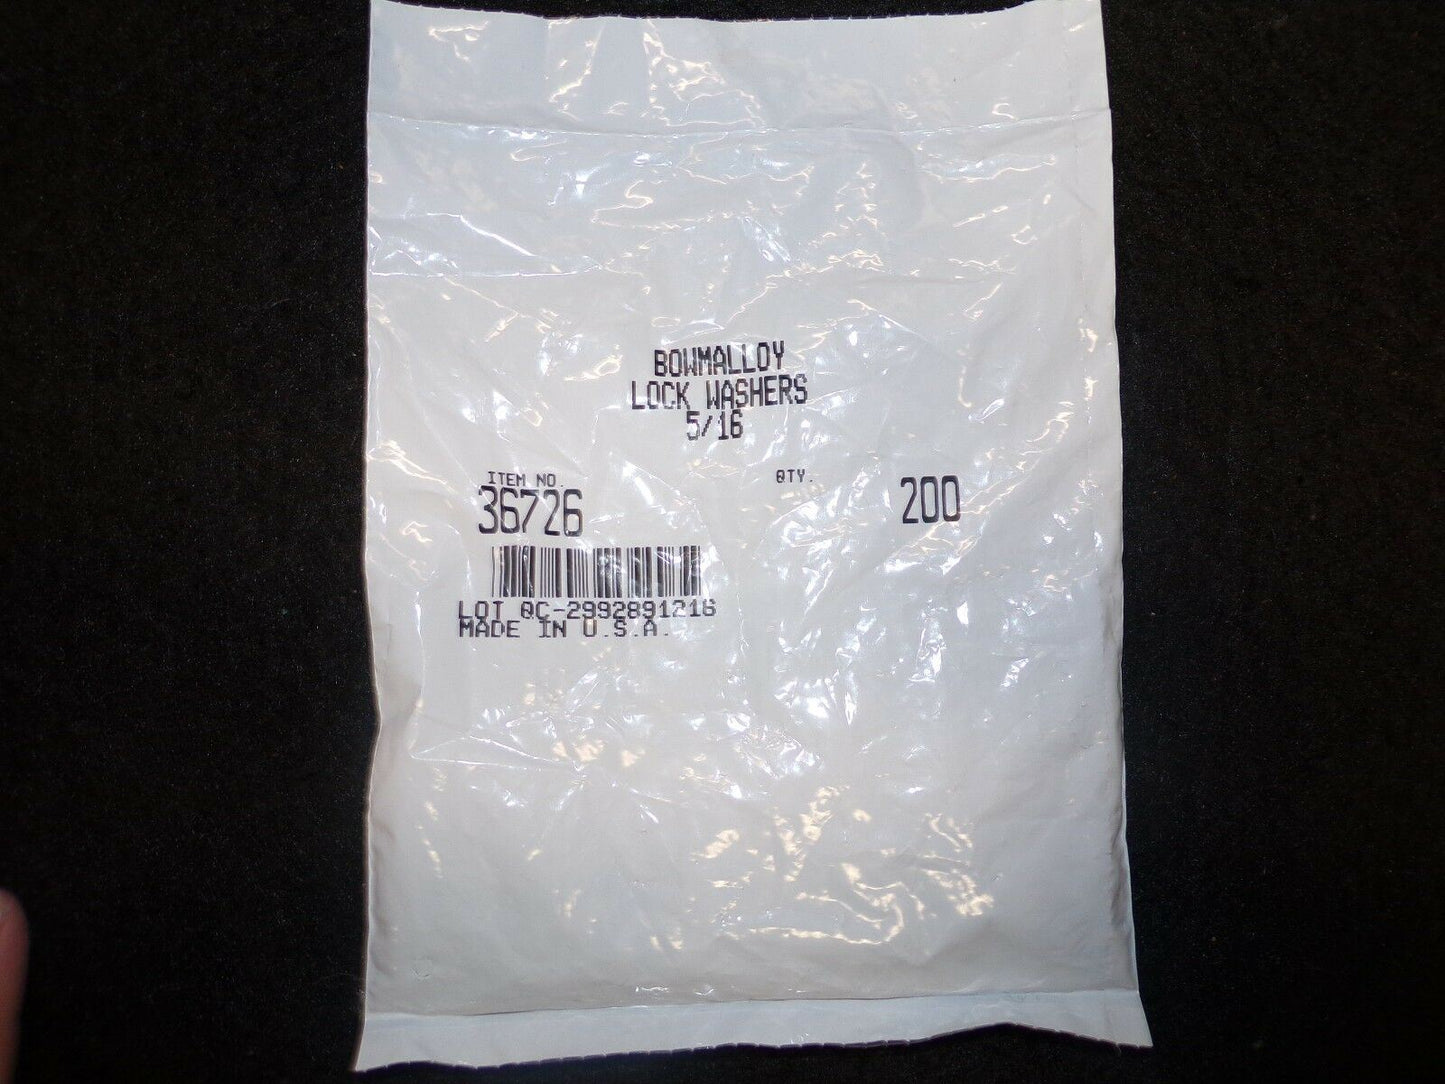 BOWMALLOY
LOCK WASHERS
5/16
ITEM NO.
36726
QTY.
200
LOT QC-2992891216
MADE IN U.S.A.